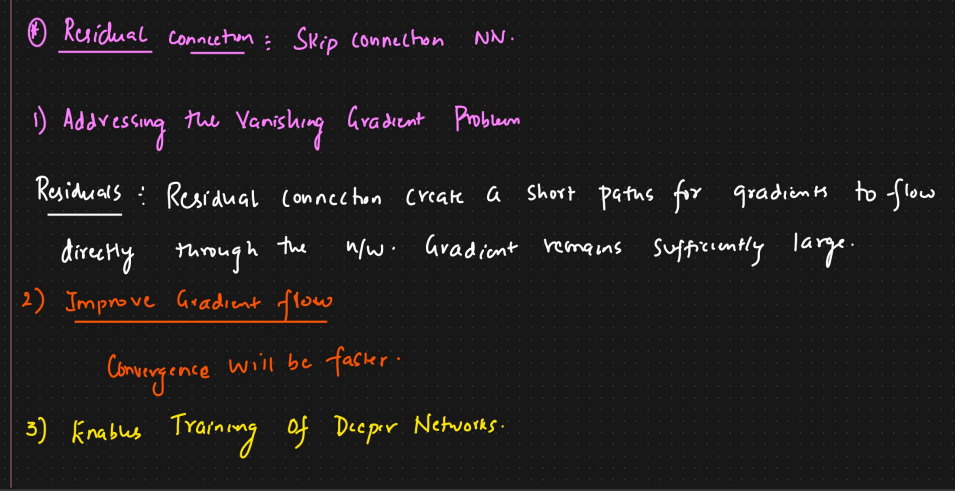 * Residual connection : Skip connection NN.
1) Addressing the Vanishing Gradient Problem
Residuals : Residual connection create a short paths for gradients to flow
directly through the n/w. Gradient remains sufficiently large.
2) Improve Gradient flow
Convergence will be faster.
3) Enables Training of Deeper Networks.